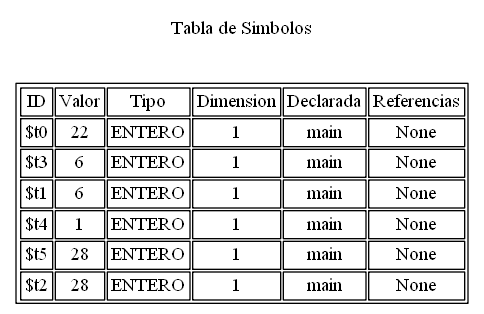 Tabla de Simbolos
ID Valor Tipo Dimension Declarada Referencias
$t0 22 ENTERO 1 main None
$t3 6 ENTERO 1 main None
$t1 6 ENTERO 1 main None
$t4 1 ENTERO 1 main None
$t5 28 ENTERO 1 main None
$t2 28 ENTERO 1 main None